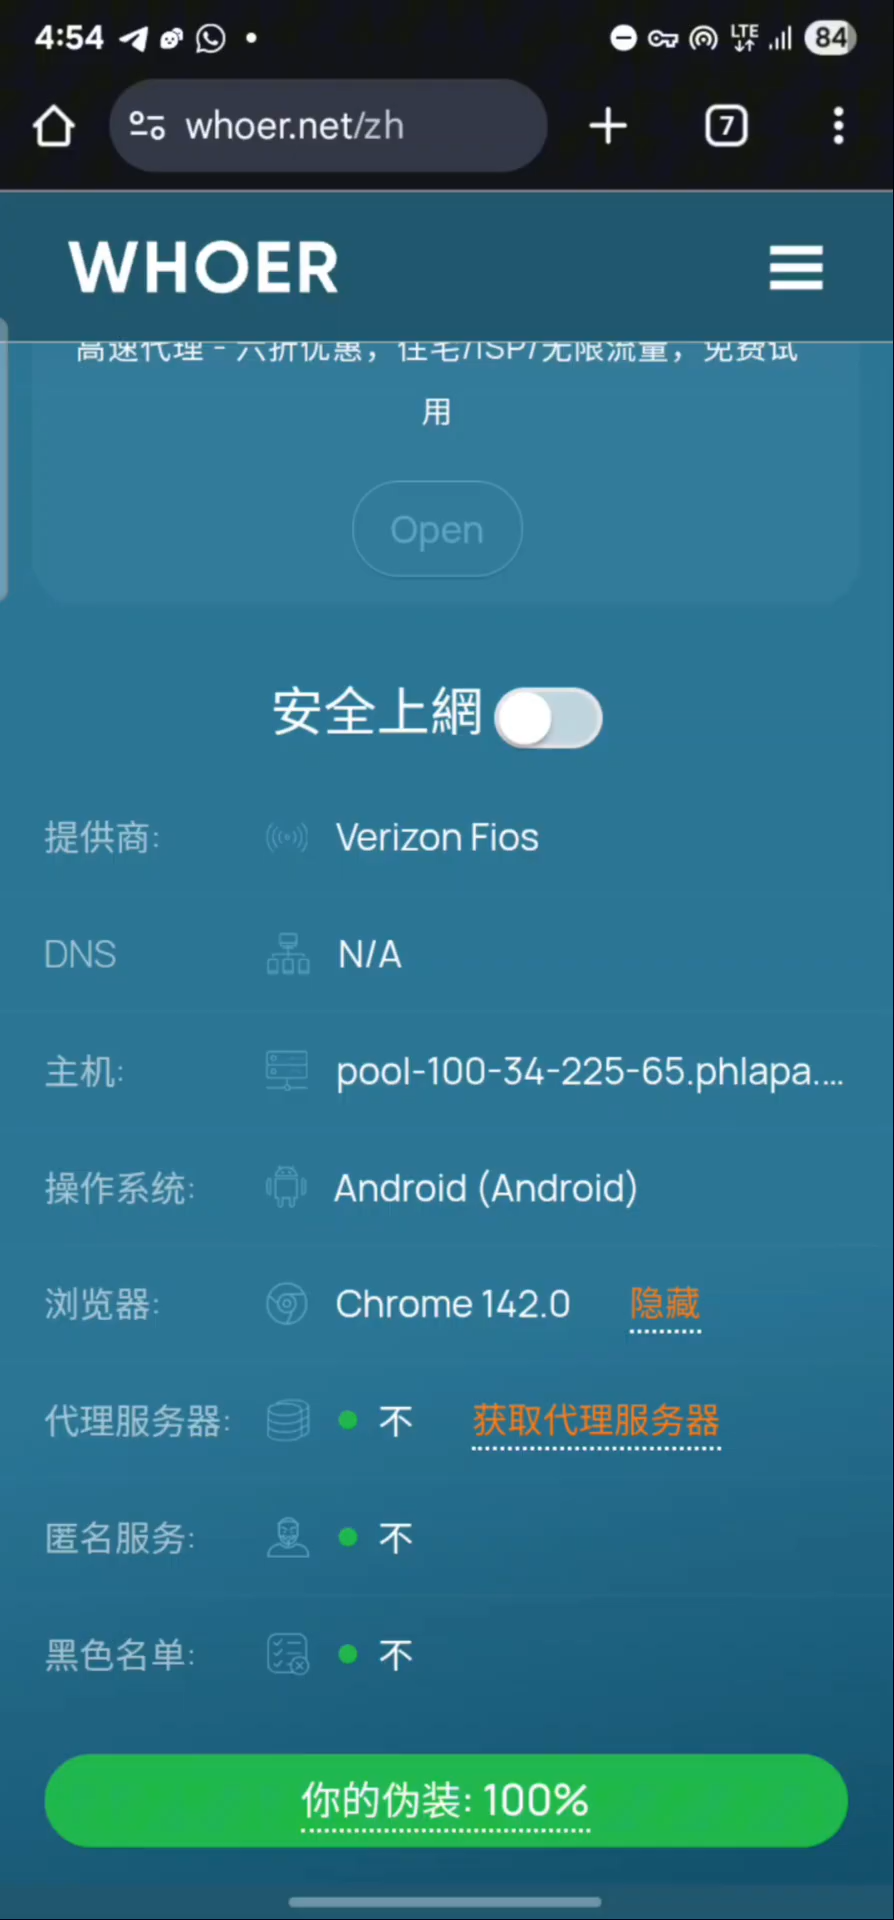 4:54
LTE
84
whoer.net/zh
7
WHOER
高速代理 - 六折优惠，住宅/ISP/无限流量，免费试
用
Open
安全上網
提供商: Verizon Fios
DNS N/A
主机: pool-100-34-225-65.phlapa....
操作系统: Android (Android)
浏览器: Chrome 142.0 隐藏
代理服务器: 不 获取代理服务器
匿名服务: 不
黑色名单: 不
你的伪装: 100%